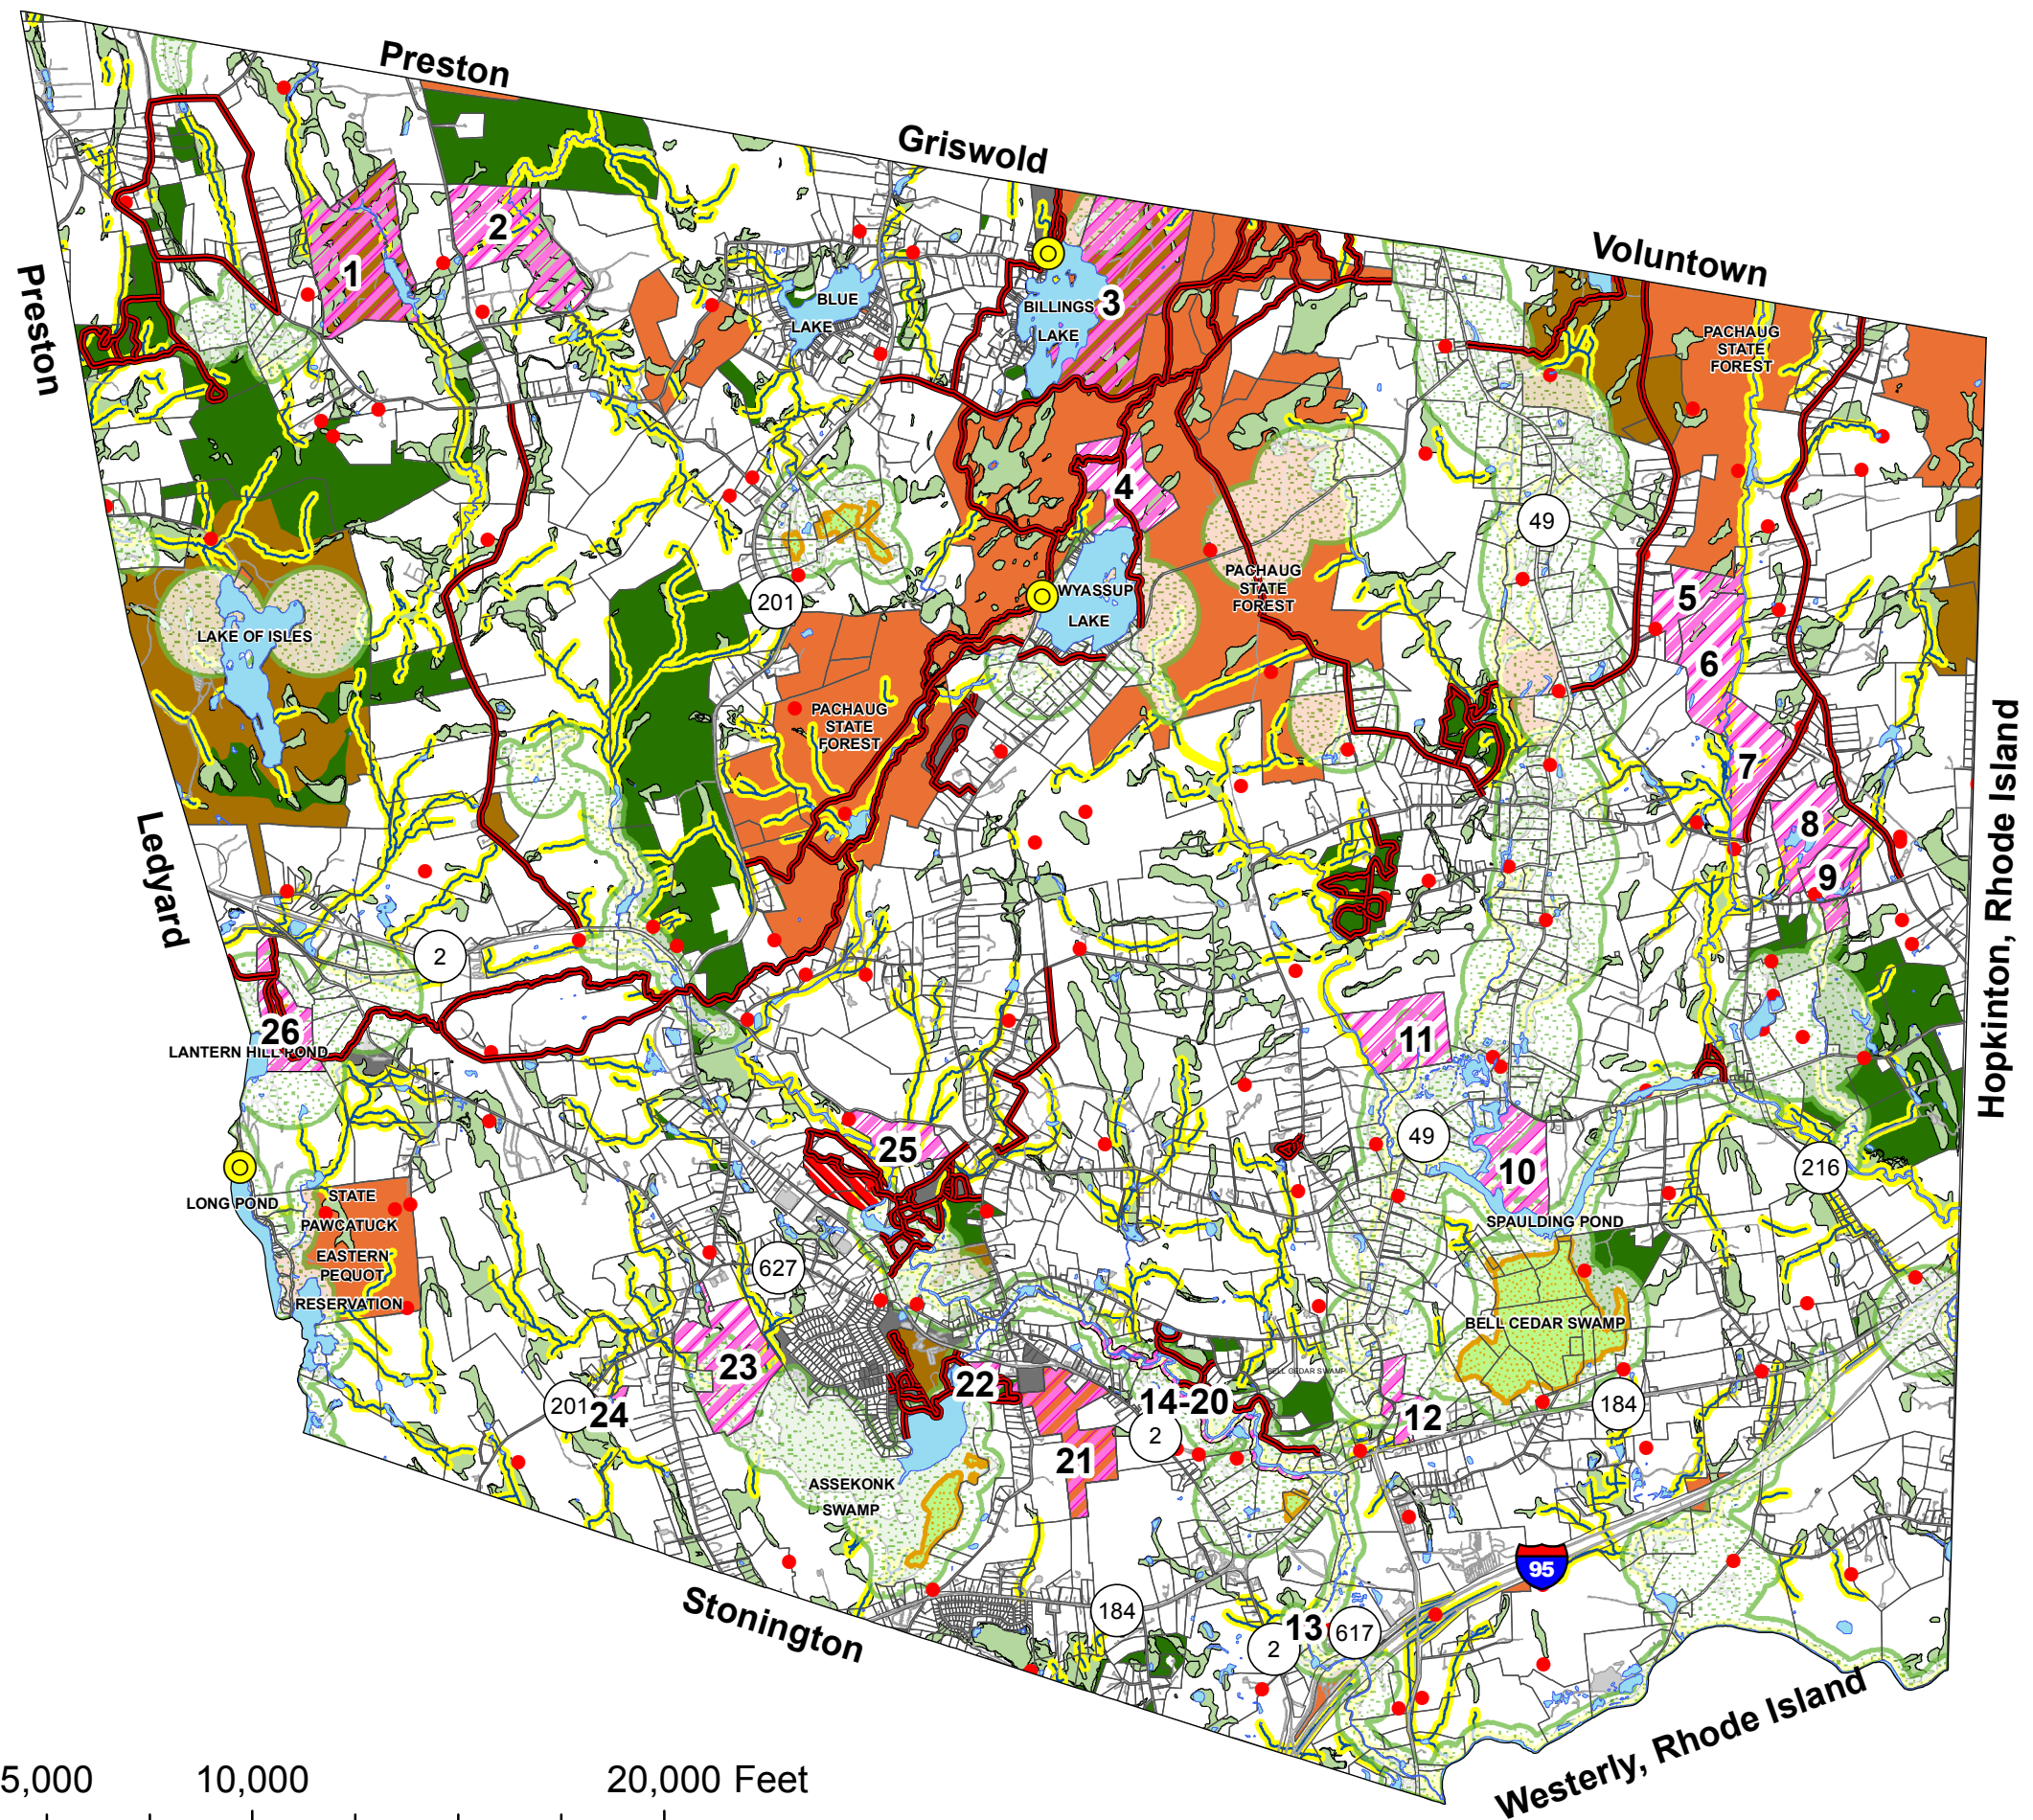 Preston
Griswold
Voluntown
Preston
1
2
3
BLUE
LAKE
BILLINGS
LAKE
PACHAUG
STATE
FOREST
4
49
201
WYASSUP
LAKE
PACHAUG
STATE
FOREST
5
6
LAKE OF ISLES
PACHAUG
STATE
FOREST
7
8
9
Hopkinton, Rhode Island
Ledyard
2
26
LANTERN HILL POND
11
25
49
10
216
LONG POND
STATE
PAWCATUCK
EASTERN
PEQUOT
RESERVATION
SPAULDING POND
627
BELL CEDAR SWAMP
BELL CEDAR SWAMP
23
22
14-20
201
24
2
12
184
21
ASSEKONK
SWAMP
95
Stonington
184
13
2
617
Westerly, Rhode Island
5,000
10,000
20,000 Feet